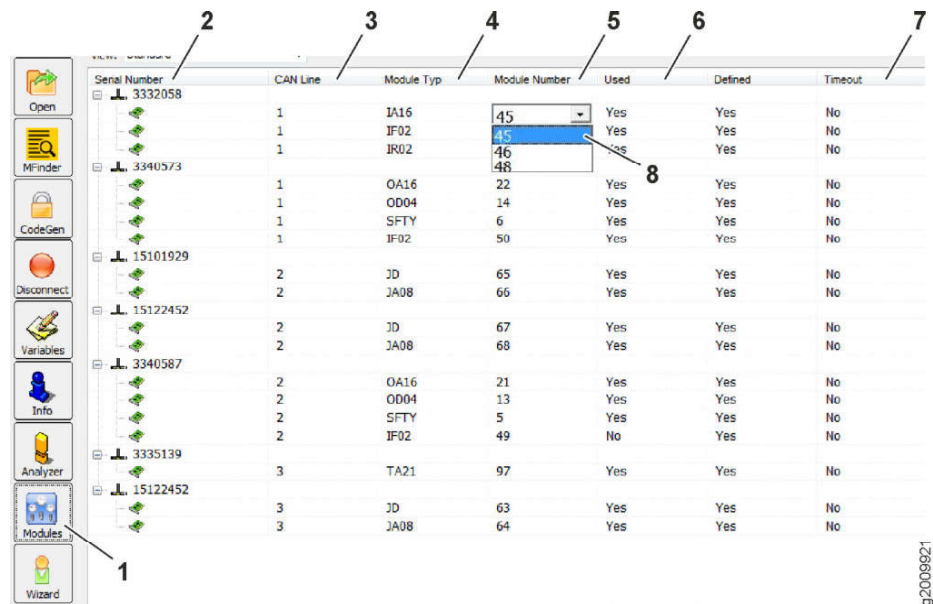 2 3 4 5 6 7
Serial Number CAN Line Module Typ Module Number Used Defined Timeout
3332058
1 IA16 45 Yes Yes No
1 IF02 45 Yes Yes No
1 IR02 46 Yes Yes No
48
8
3340573
1 OA16 22 Yes Yes No
1 OD04 14 Yes Yes No
1 SFTY 6 Yes Yes No
1 IF02 50 Yes Yes No
15101929
2 JD 65 Yes Yes No
2 JA08 66 Yes Yes No
15122452
2 JD 67 Yes Yes No
2 JA08 68 Yes Yes No
3340587
2 OA16 21 Yes Yes No
2 OD04 13 Yes Yes No
2 SFTY 5 Yes Yes No
2 IF02 49 No Yes No
3335139
3 TA21 97 Yes Yes No
15122452
3 JD 63 Yes Yes No
3 JA08 64 Yes Yes No
Open
MFinder
CodeGen
Disconnect
Variables
Info
Analyzer
Modules
Wizard
1
g2009921